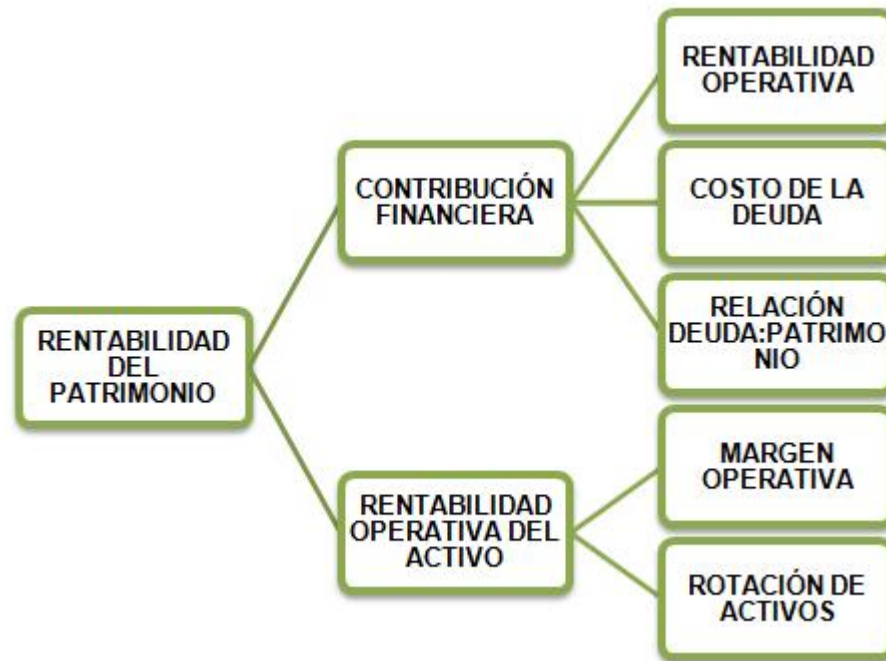 RENTABILIDAD
OPERATIVA
CONTRIBUCIÓN
FINANCIERA
COSTO DE LA
DEUDA
RELACIÓN
DEUDA:PATRIMO
NIO
RENTABILIDAD
DEL
PATRIMONIO
MARGEN
OPERATIVA
RENTABILIDAD
OPERATIVA DEL
ACTIVO
ROTACIÓN DE
ACTIVOS